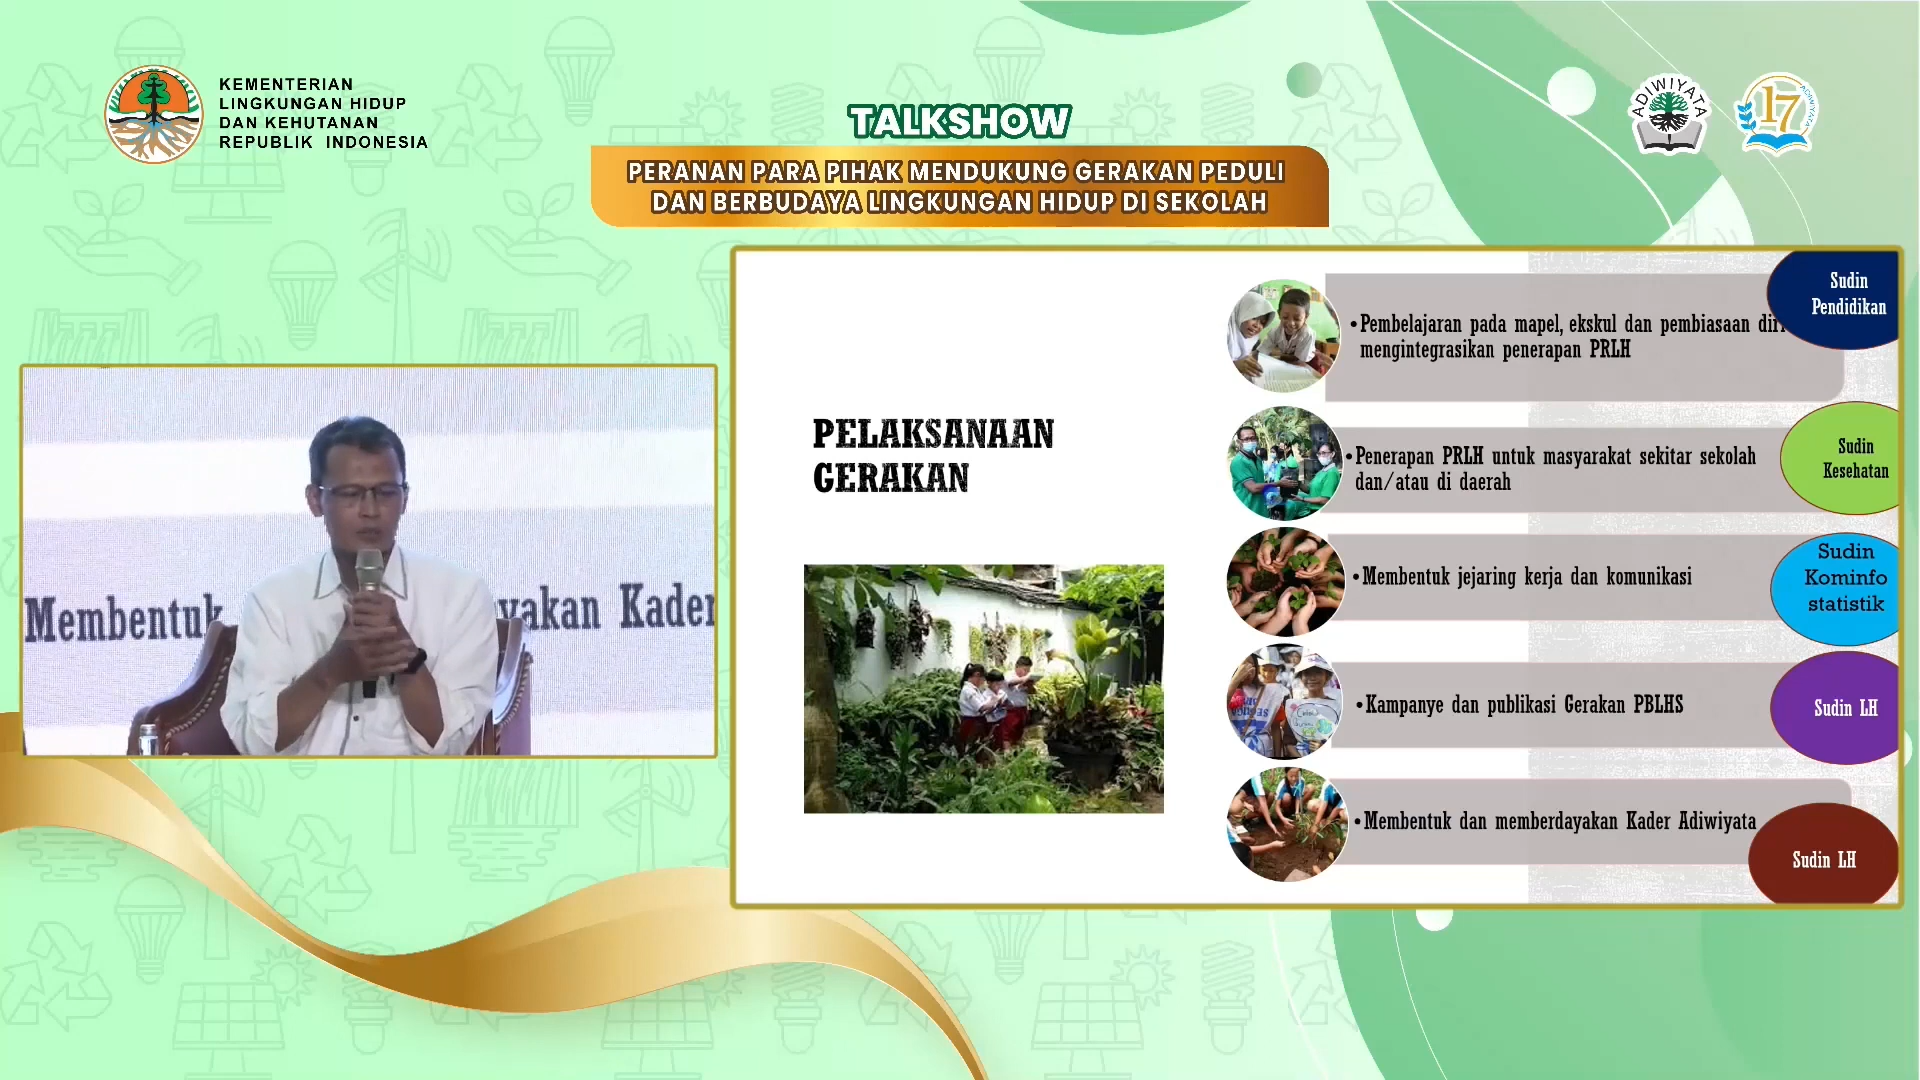 KEMENTERIAN
LINGKUNGAN HIDUP
DAN KEHUTANAN
REPUBLIK INDONESIA
TALKSHOW
PERANAN PARA PIHAK MENDUKUNG GERAKAN PEDULI
DAN BERBUDAYA LINGKUNGAN HIDUP DI SEKOLAH
ADIWIYATA
17
ADIWIYATA
Membentuk
yakan Kader
PELAKSANAAN
GERAKAN
•Pembelajaran pada mapel, ekskul dan pembiasaan diri
mengintegrasikan penerapan PRLH
Sudin
Pendidikan
•Penerapan PRLH untuk masyarakat sekitar sekolah
dan/atau di daerah
Sudin
Kesehatan
•Membentuk jejaring kerja dan komunikasi
Sudin
Kominfo
statistik
•Kampanye dan publikasi Gerakan PBLHS
Sudin LH
•Membentuk dan memberdayakan Kader Adiwiyata
Sudin LH